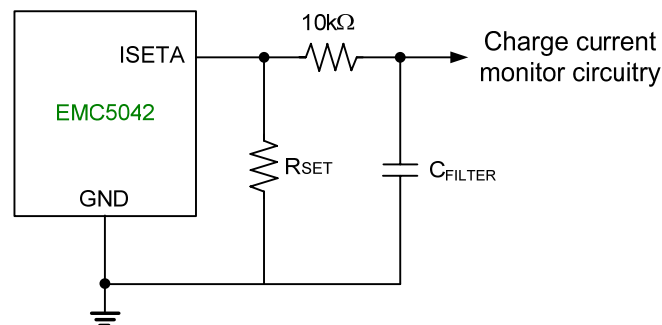 10kΩ
ISETA
Charge current
monitor circuitry
EMC5042
RSET
CFILTER
GND